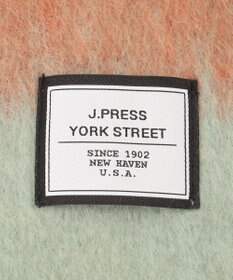 J.PRESS
YORK STREET
SINCE 1902
NEW HAVEN
U.S.A.